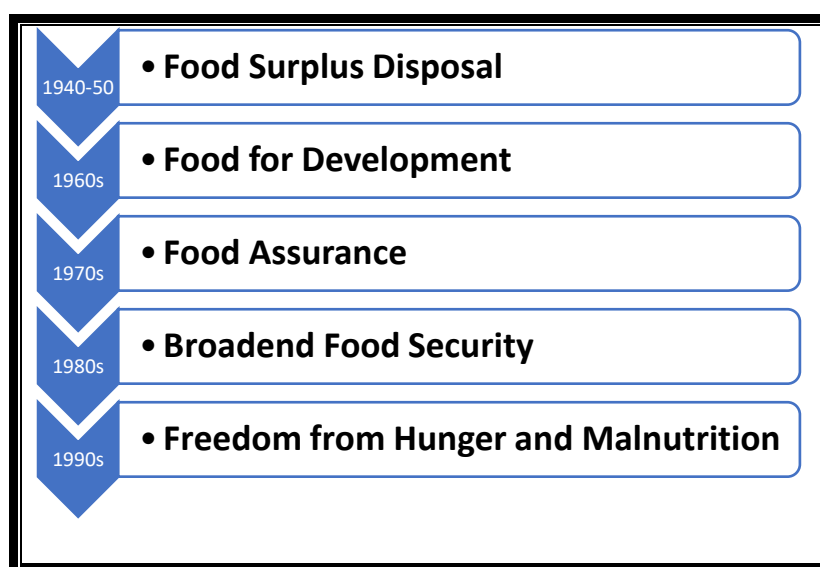 1940-50
• Food Surplus Disposal
1960s
• Food for Development
1970s
• Food Assurance
1980s
• Broadend Food Security
1990s
• Freedom from Hunger and Malnutrition